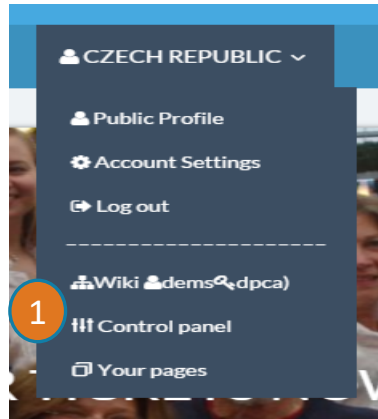 CZECH REPUBLIC
Public Profile
Account Settings
Log out
Wiki dems dpca)
1
Control panel
Your pages